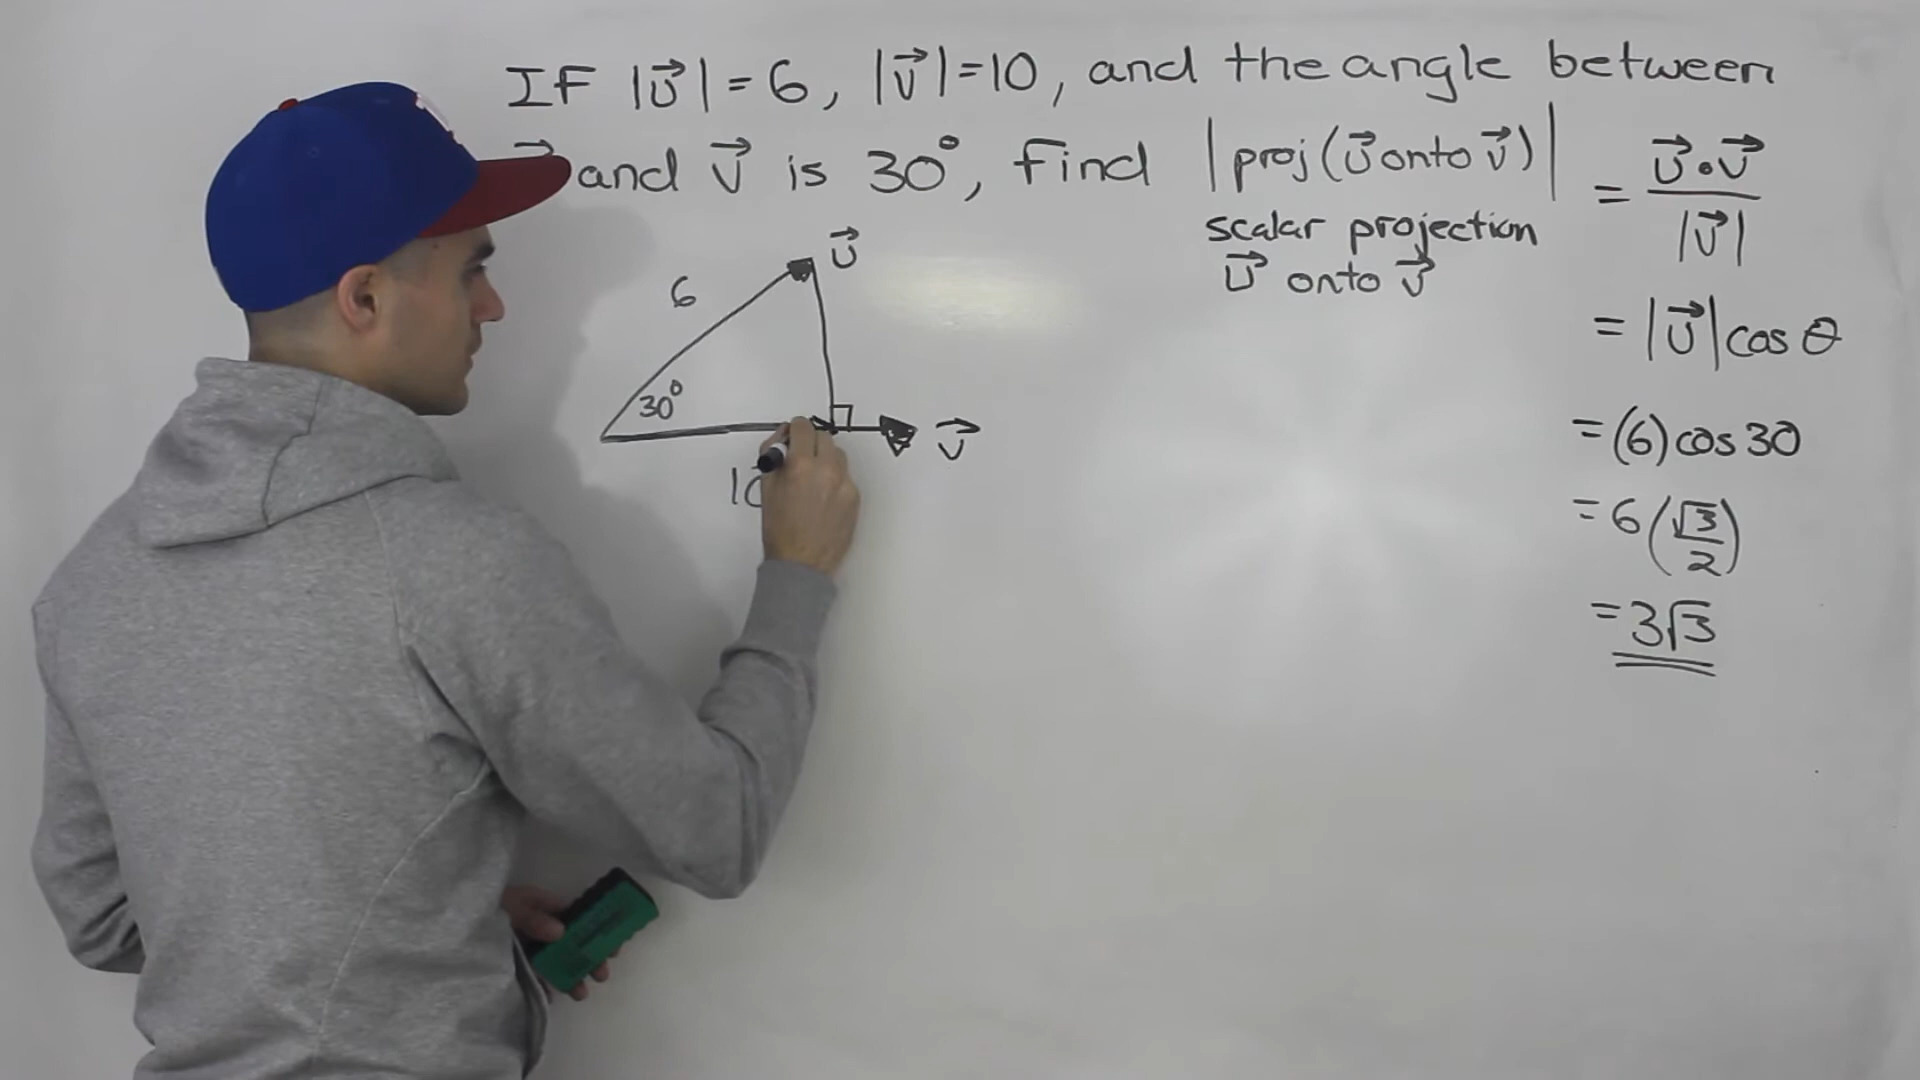 IF |u⃗| = 6, |v⃗| = 10, and the angle between
and v⃗ is 30°, find |proj(u⃗ onto v⃗)|
scalar projection
u⃗ onto v⃗
= u⃗•v⃗ / |v⃗|
= |u⃗| cos θ
= (6) cos 30
= 6(√3/2)
= 3√3
u⃗
6
30°
v⃗